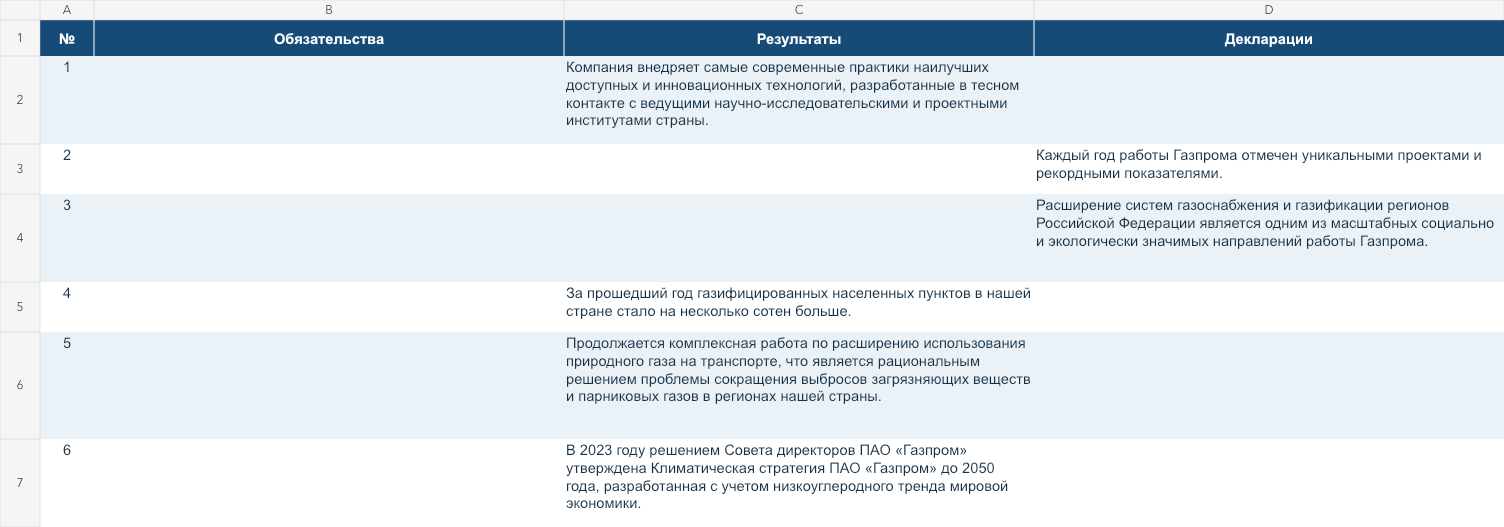 A B C D
1 № Обязательства Результаты Декларации
2 1 Компания внедряет самые современные практики наилучших
доступных и инновационных технологий, разработанные в тесном
контакте с ведущими научно-исследовательскими и проектными
институтами страны.
3 2 Каждый год работы Газпрома отмечен уникальными проектами и
рекордными показателями.
4 3 Расширение систем газоснабжения и газификации регионов
Российской Федерации является одним из масштабных социально
и экологически значимых направлений работы Газпрома.
5 4 За прошедший год газифицированных населенных пунктов в нашей
стране стало на несколько сотен больше.
6 5 Продолжается комплексная работа по расширению использования
природного газа на транспорте, что является рациональным
решением проблемы сокращения выбросов загрязняющих веществ
и парниковых газов в регионах нашей страны.
7 6 В 2023 году решением Совета директоров ПАО «Газпром»
утверждена Климатическая стратегия ПАО «Газпром» до 2050
года, разработанная с учетом низкоуглеродного тренда мировой
экономики.